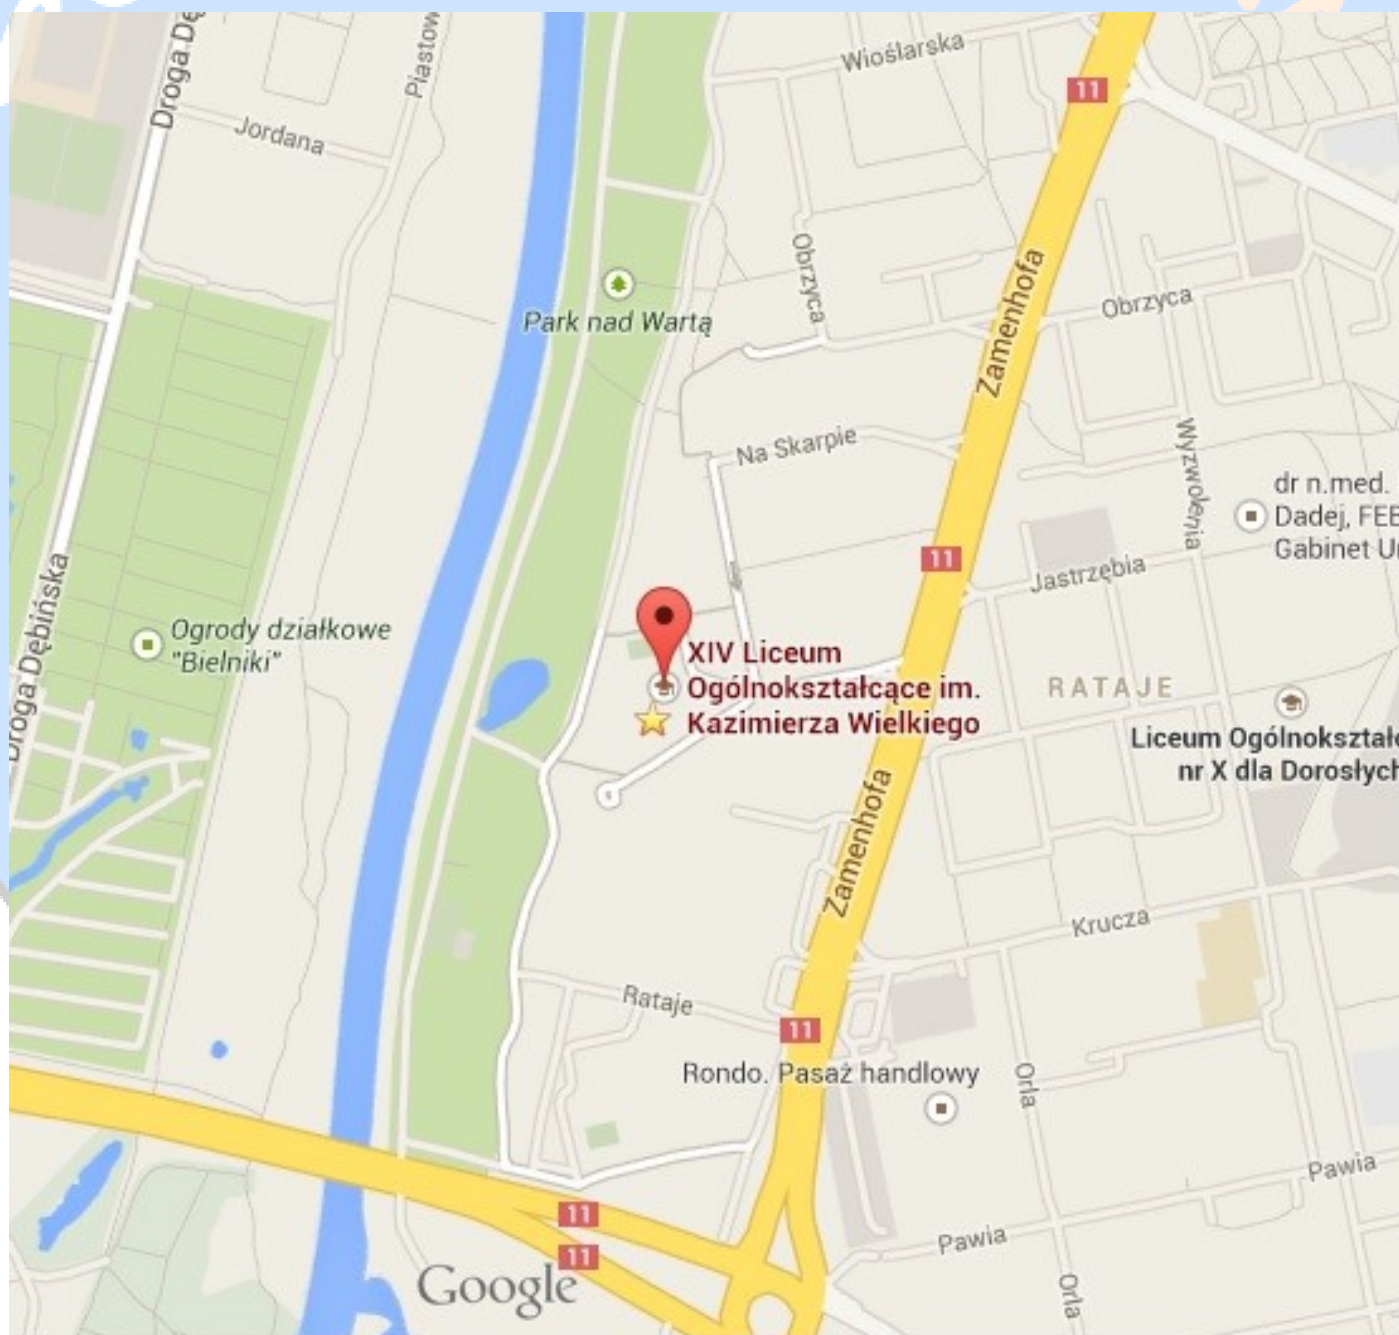 Droga Dę
Piastow
Wioślarska
11
Jordana
Obrzyca
Zamenhofa
Obrzyca
Park nad Wartą
Na Skarpie
Wyzwolenia
dr n.med.
Dadej, FEB
Gabinet Ur
11
Jastrzębia
Droga Dębińska
Ogrody działkowe
"Bielniki"
XIV Liceum
Ogólnokształcące im.
Kazimierza Wielkiego
RATAJE
Liceum Ogólnokształc
nr X dla Dorosłych
Zamenhofa
Krucza
Rataje
11
Rondo. Pasaż handlowy
Orla
Pawia
11
Pawia
11
Google
Orla